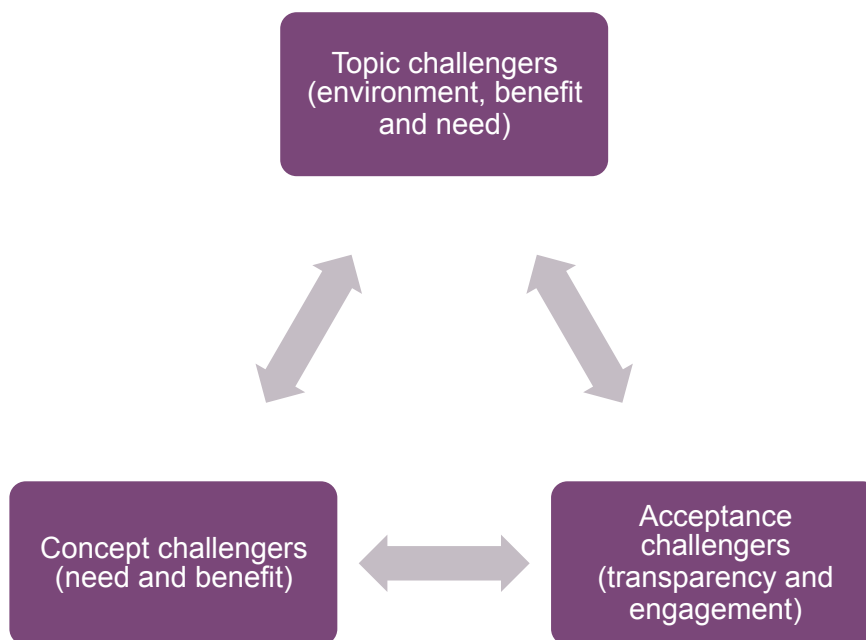 Topic challengers
(environment, benefit
and need)
Concept challengers
(need and benefit)
Acceptance
challengers
(transparency and
engagement)